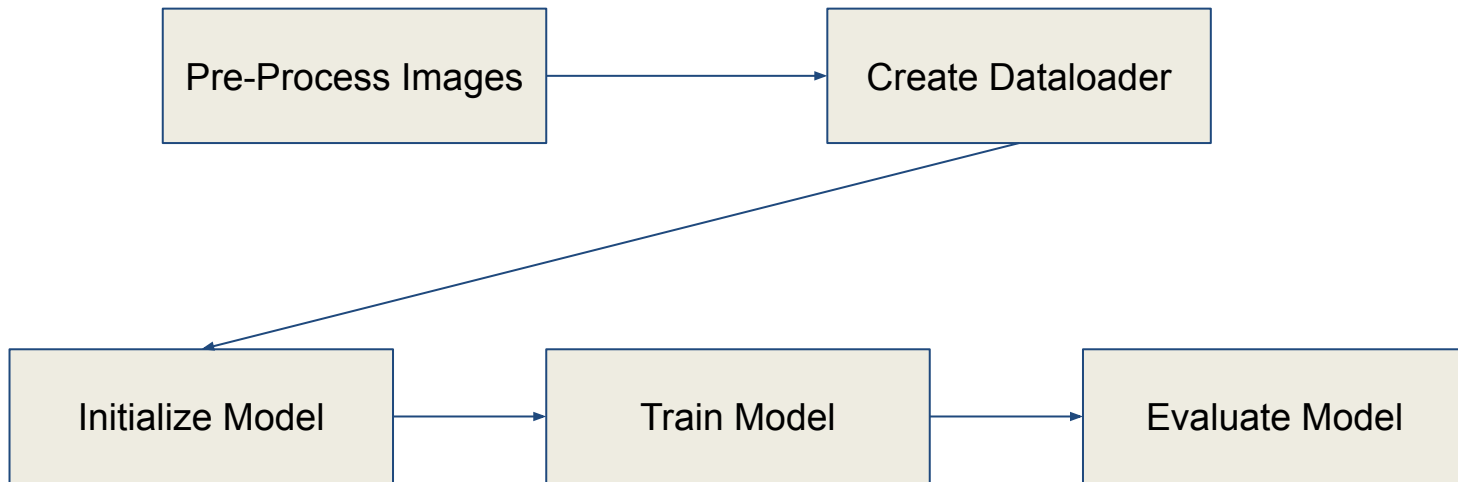 Pre-Process Images
Create Dataloader
Initialize Model
Train Model
Evaluate Model